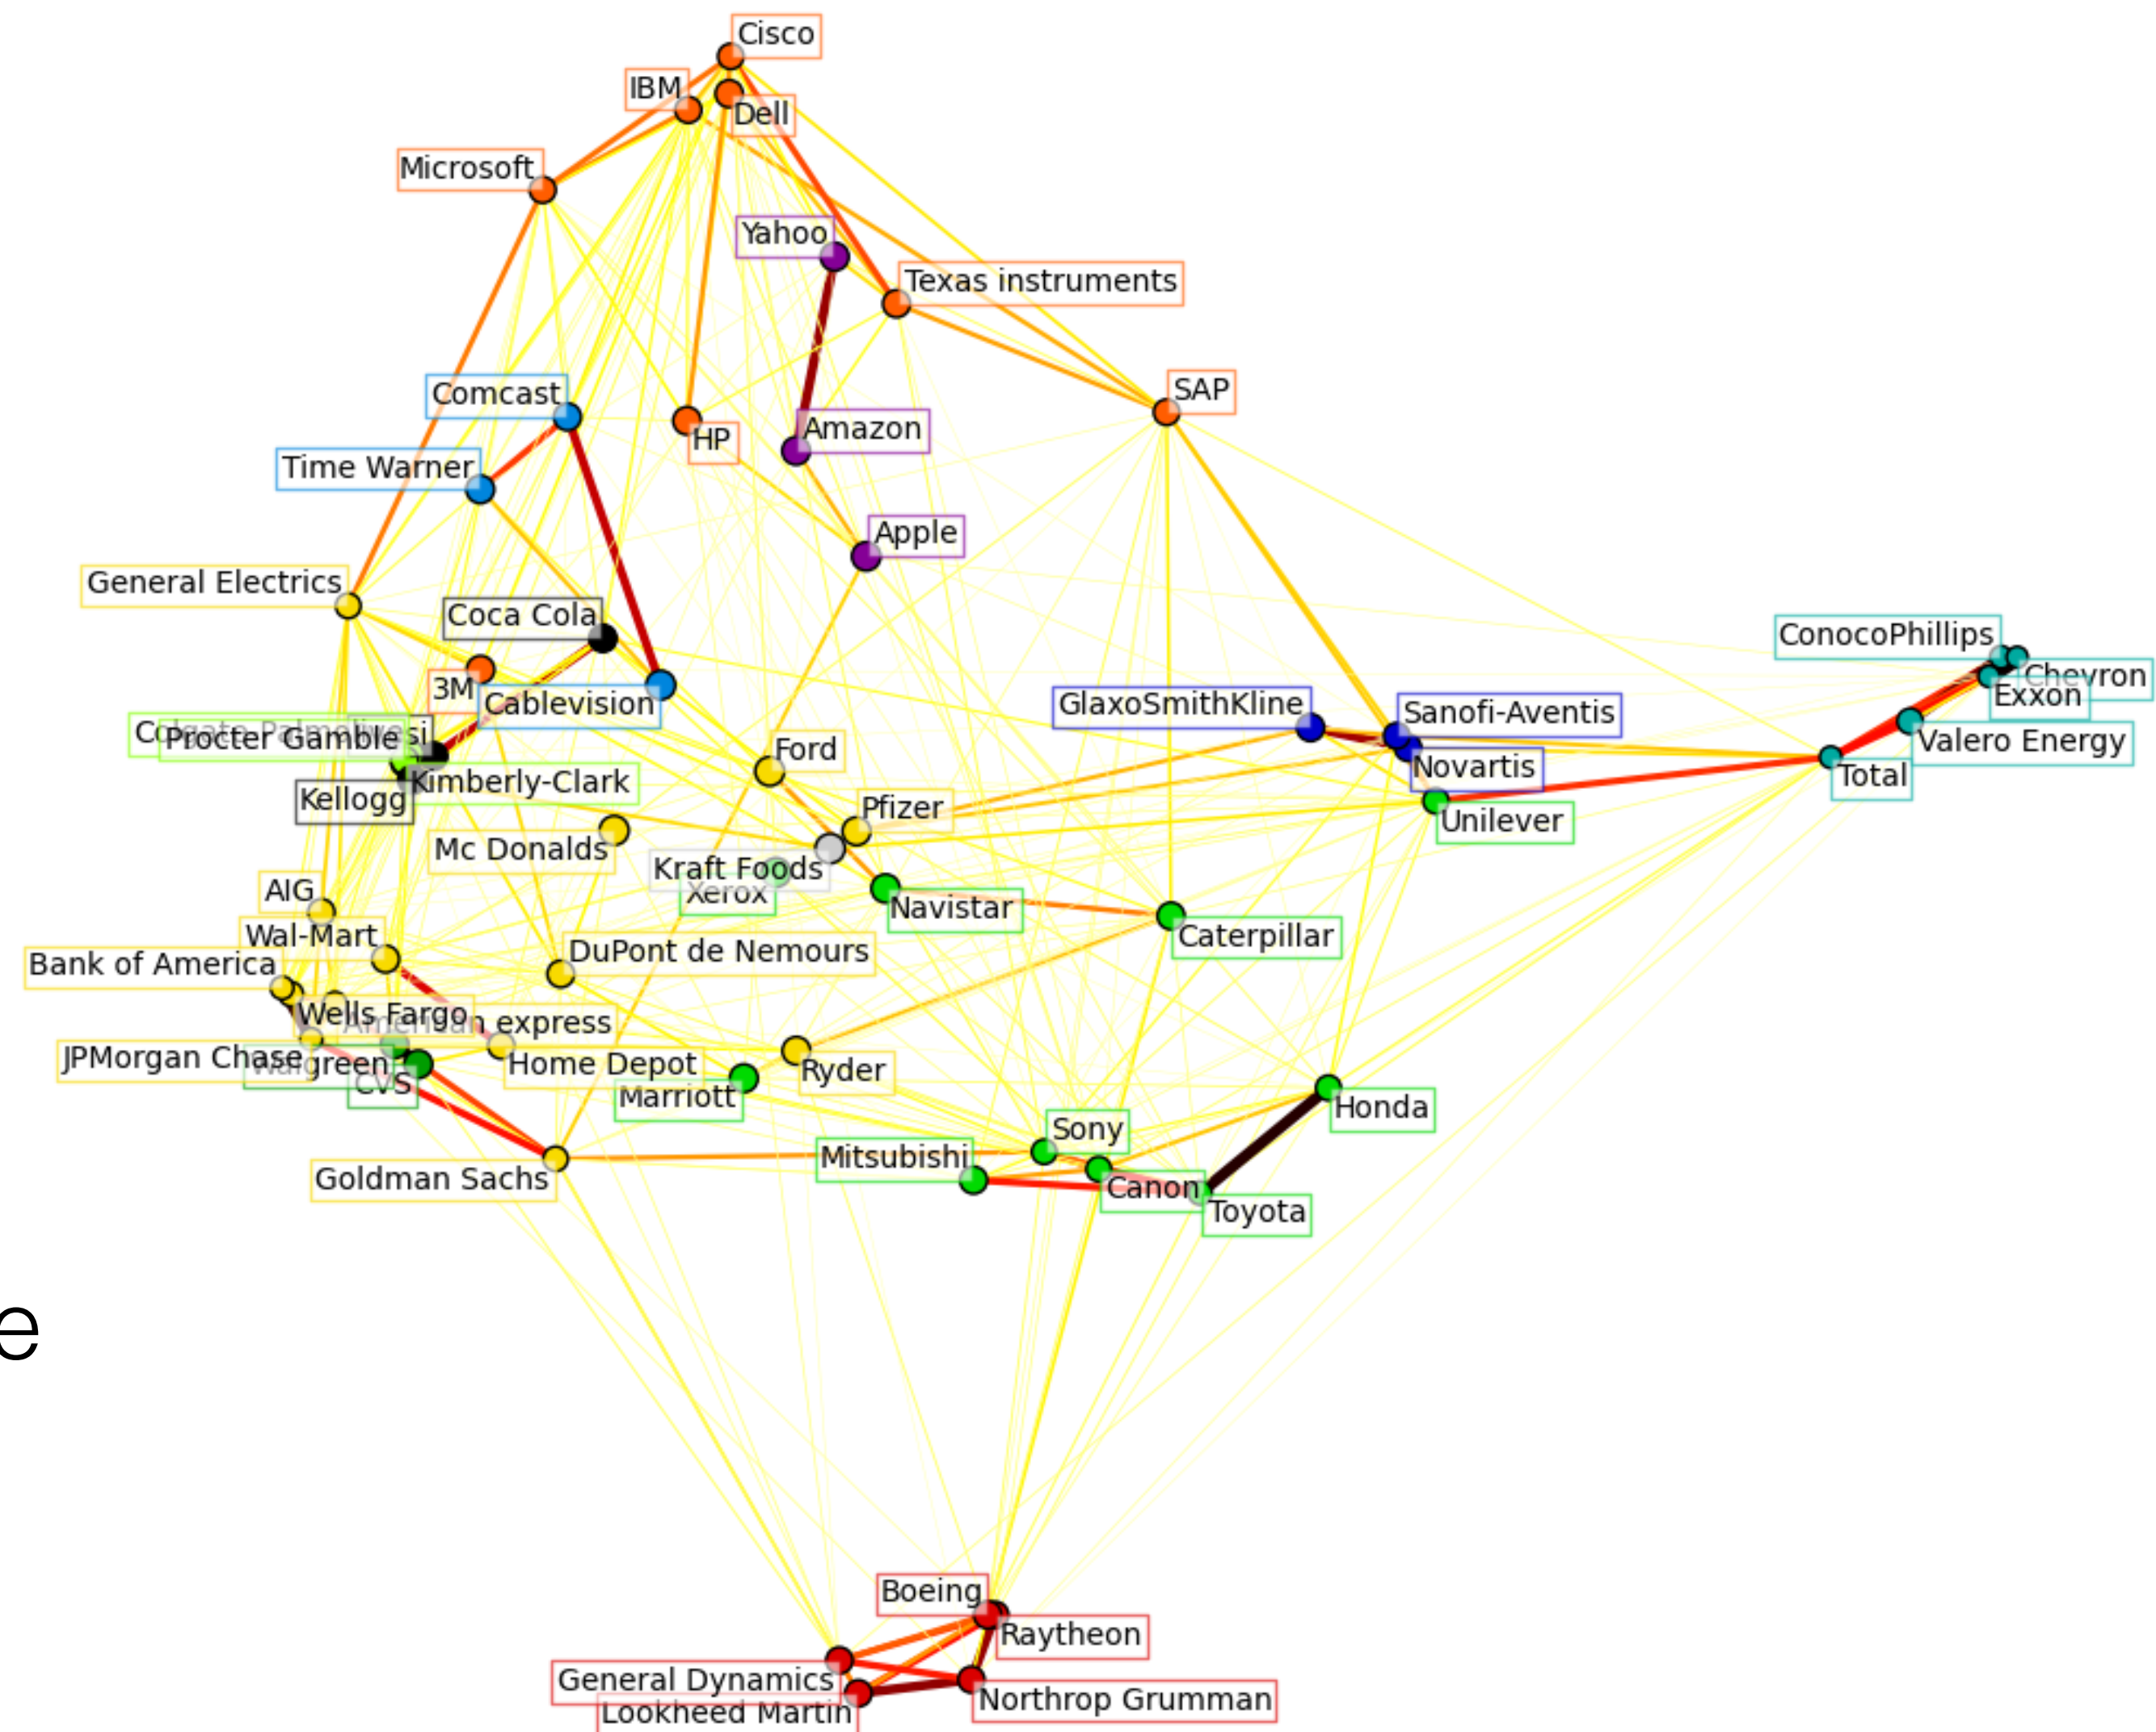 Cisco
IBM
Dell
Microsoft
Yahoo
Texas instruments
SAP
Comcast
HP
Amazon
Time Warner
Apple
General Electrics
Coca Cola
ConocoPhillips
Chevron
Exxon
3M
Cablevision
GlaxoSmithKline
Sanofi-Aventis
Procter Gamble
Valero Energy
Ford
Novartis
Total
Kimberly-Clark
Kellogg
Pfizer
Unilever
Mc Donalds
Kraft Foods
Xerox
Navistar
AIG
Wal-Mart
Caterpillar
DuPont de Nemours
Bank of America
Wells Fargo
American express
JPMorgan Chase
Home Depot
CVS
Ryder
Marriott
Honda
Sony
Mitsubishi
Canon
Goldman Sachs
Toyota
e
Boeing
Raytheon
General Dynamics
Northrop Grumman
Lookheed Martin